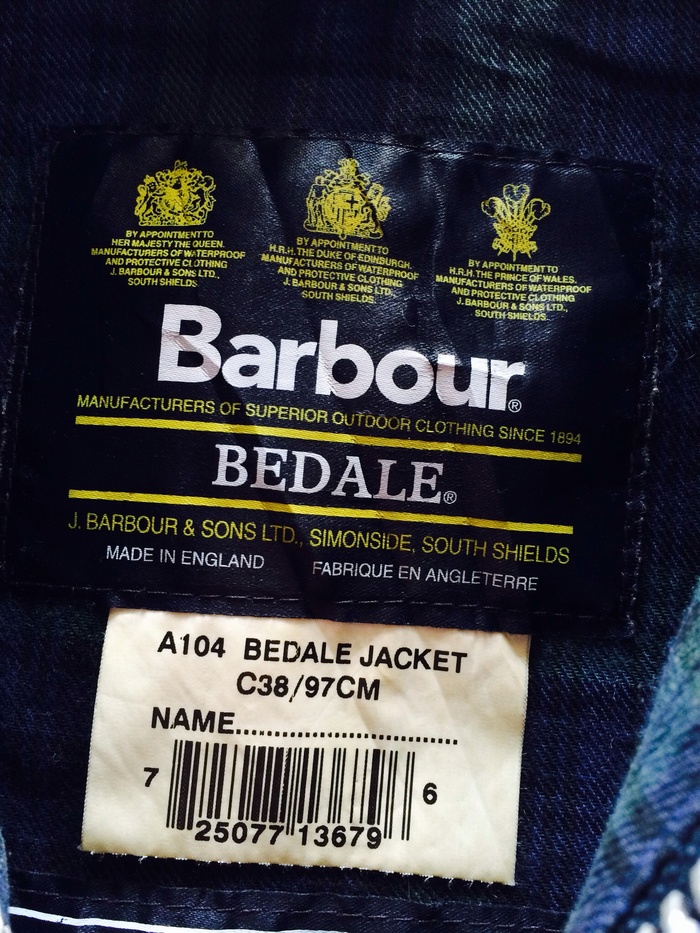 BY APPOINTMENT TO
HER MAJESTY THE QUEEN.
MANUFACTURERS OF WATERPROOF
AND PROTECTIVE CLOTHING
J. BARBOUR & SONS LTD.,
SOUTH SHIELDS.
BY APPOINTMENT TO
H.R.H. THE DUKE OF EDINBURGH.
MANUFACTURERS OF WATERPROOF
AND PROTECTIVE CLOTHING
J. BARBOUR & SONS LTD.,
SOUTH SHIELDS.
BY APPOINTMENT TO
H.R.H. THE PRINCE OF WALES.
MANUFACTURERS OF WATERPROOF
AND PROTECTIVE CLOTHING
J. BARBOUR & SONS LTD.,
SOUTH SHIELDS.
Barbour®
MANUFACTURERS OF SUPERIOR OUTDOOR CLOTHING SINCE 1894
BEDALE®
J. BARBOUR & SONS LTD., SIMONSIDE, SOUTH SHIELDS
MADE IN ENGLAND FABRIQUE EN ANGLETERRE
A104 BEDALE JACKET
C38/97CM
NAME........................................
7 25077 13679 6